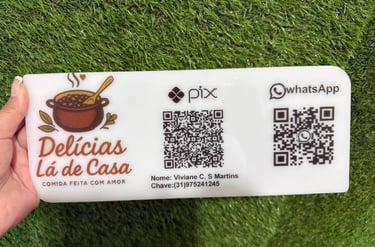 Delícias
Lá de Casa
COMIDA FEITA COM AMOR
pix
Nome: Viviane C. S Martins
Chave:(31)975241245
whatsApp